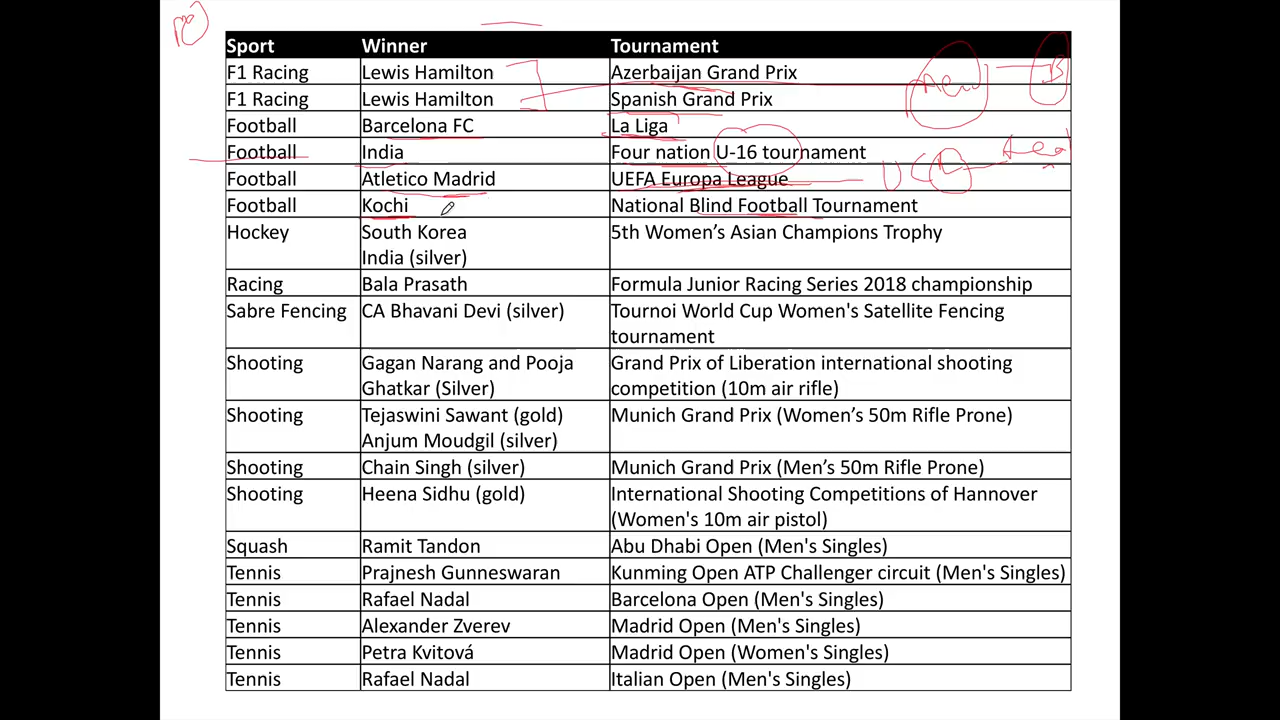 Sport Winner Tournament
F1 Racing Lewis Hamilton Azerbaijan Grand Prix
F1 Racing Lewis Hamilton Spanish Grand Prix
Football Barcelona FC La Liga
Football India Four nation U-16 tournament
Football Atletico Madrid UEFA Europa League
Football Kochi National Blind Football Tournament
Hockey South Korea 5th Women’s Asian Champions Trophy
India (silver)
Racing Bala Prasath Formula Junior Racing Series 2018 championship
Sabre Fencing CA Bhavani Devi (silver) Tournoi World Cup Women's Satellite Fencing
tournament
Shooting Gagan Narang and Pooja Grand Prix of Liberation international shooting
Ghatkar (Silver) competition (10m air rifle)
Shooting Tejaswini Sawant (gold) Munich Grand Prix (Women’s 50m Rifle Prone)
Anjum Moudgil (silver)
Shooting Chain Singh (silver) Munich Grand Prix (Men’s 50m Rifle Prone)
Shooting Heena Sidhu (gold) International Shooting Competitions of Hannover
(Women's 10m air pistol)
Squash Ramit Tandon Abu Dhabi Open (Men's Singles)
Tennis Prajnesh Gunneswaran Kunming Open ATP Challenger circuit (Men's Singles)
Tennis Rafael Nadal Barcelona Open (Men's Singles)
Tennis Alexander Zverev Madrid Open (Men's Singles)
Tennis Petra Kvitová Madrid Open (Women's Singles)
Tennis Rafael Nadal Italian Open (Men's Singles)